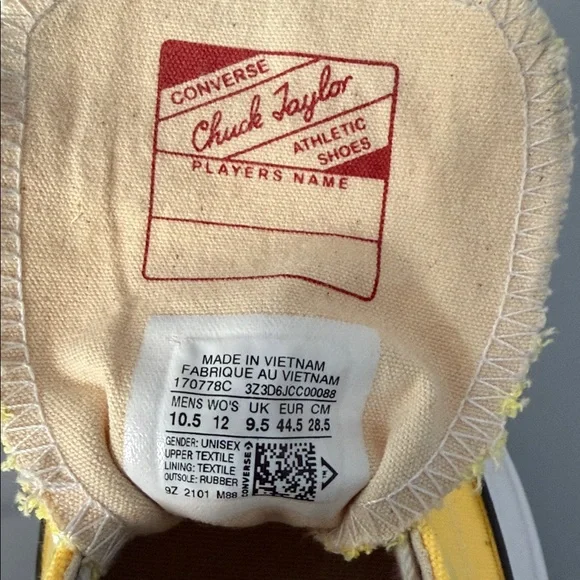 CONVERSE
Chuck Taylor
ATHLETIC
SHOES
PLAYERS NAME
MADE IN VIETNAM
FABRIQUE AU VIETNAM
170778C 3Z3D6JCC00088
MENS WO'S UK EUR CM
10.5 12 9.5 44.5 28.5
GENDER: UNISEX
UPPER TEXTILE
LINING: TEXTILE
OUTSOLE: RUBBER
9Z 2101 M88
CONVERSE